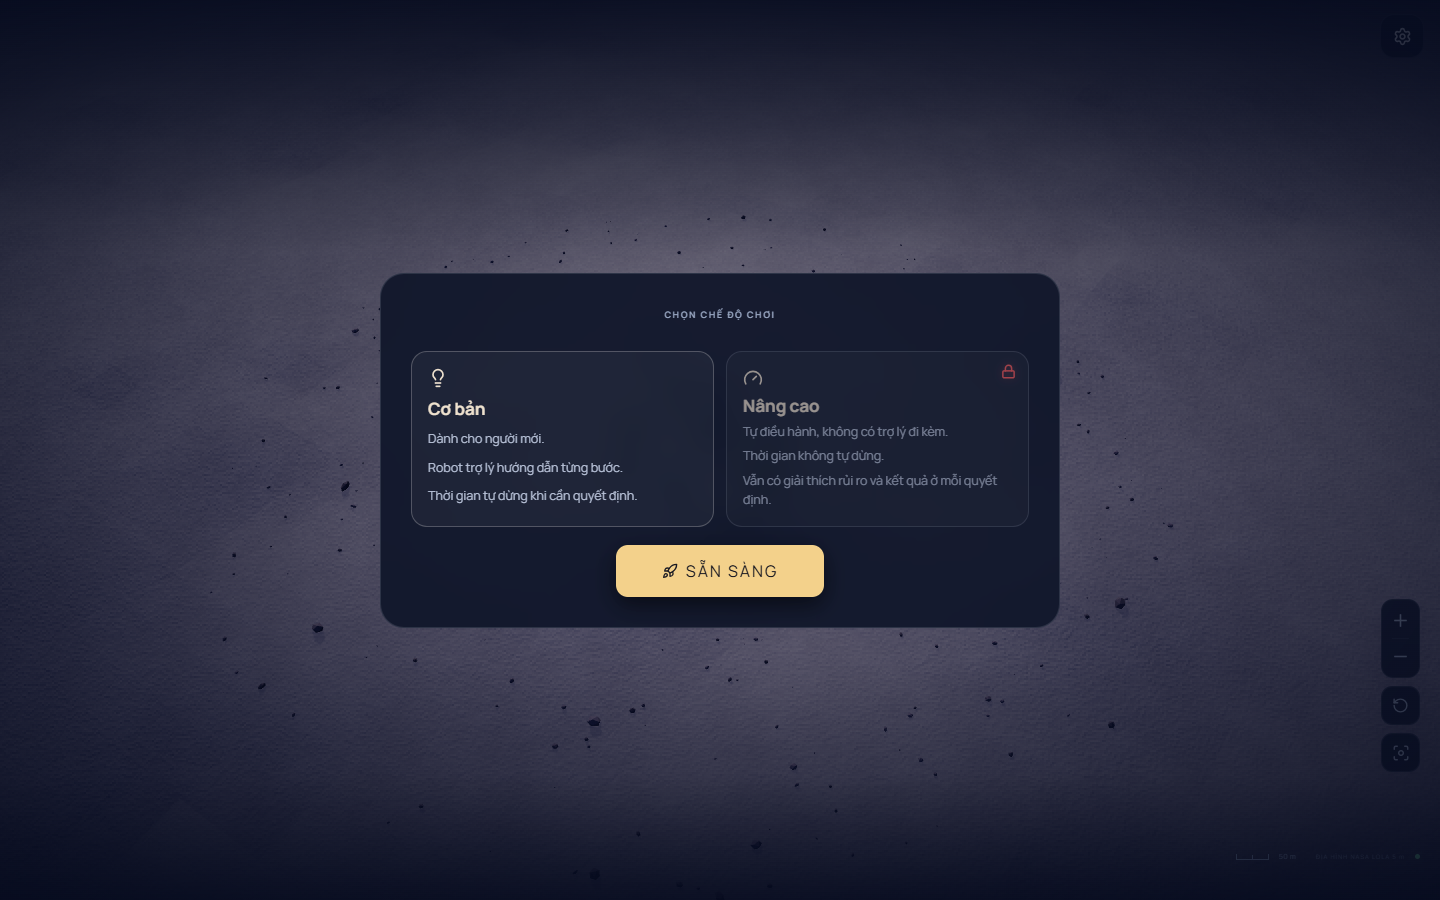 CHỌN CHẾ ĐỘ CHƠI
Cơ bản
Dành cho người mới.
Robot trợ lý hướng dẫn từng bước.
Thời gian tự dừng khi cần quyết định.
Nâng cao
Tự điều hành, không có trợ lý đi kèm.
Thời gian không tự dừng.
Vẫn có giải thích rủi ro và kết quả ở mỗi quyết
định.
SẴN SÀNG
50 m